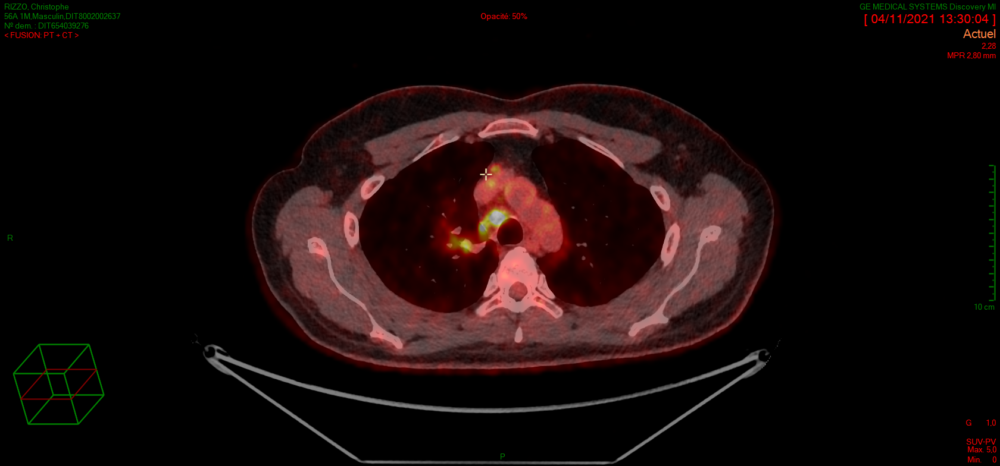 RIZZO, Christophe
56A 1M,Masculin,DIT8002002637
Nº dem. : DIT654039276
< FUSION: PT + CT >
Opacité: 50%
GE MEDICAL SYSTEMS Discovery MI
[ 04/11/2021 13:30:04 ]
Actuel
2,28
MPR 2,80 mm
R
10 cm
P
G 1,0
SUV-PV
Max. 5,0
Min. 0